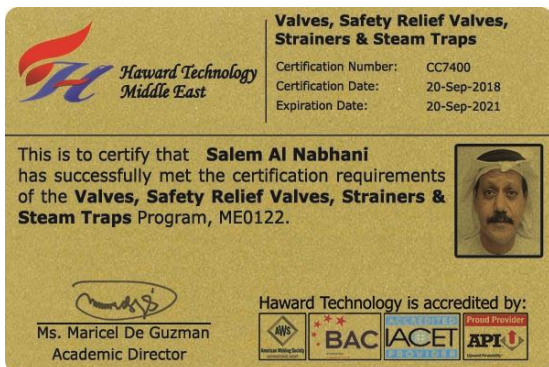 Haward Technology
Middle East
Valves, Safety Relief Valves,
Strainers & Steam Traps
Certification Number: CC7400
Certification Date: 20-Sep-2018
Expiration Date: 20-Sep-2021
This is to certify that Salem Al Nabhani
has successfully met the certification requirements
of the Valves, Safety Relief Valves, Strainers &
Steam Traps Program, ME0122.
Ms. Maricel De Guzman
Academic Director
Haward Technology is accredited by:
AWS
American Welding Society
BAC
ACCREDITED
IACET
PROVIDER
Proud Provider
API